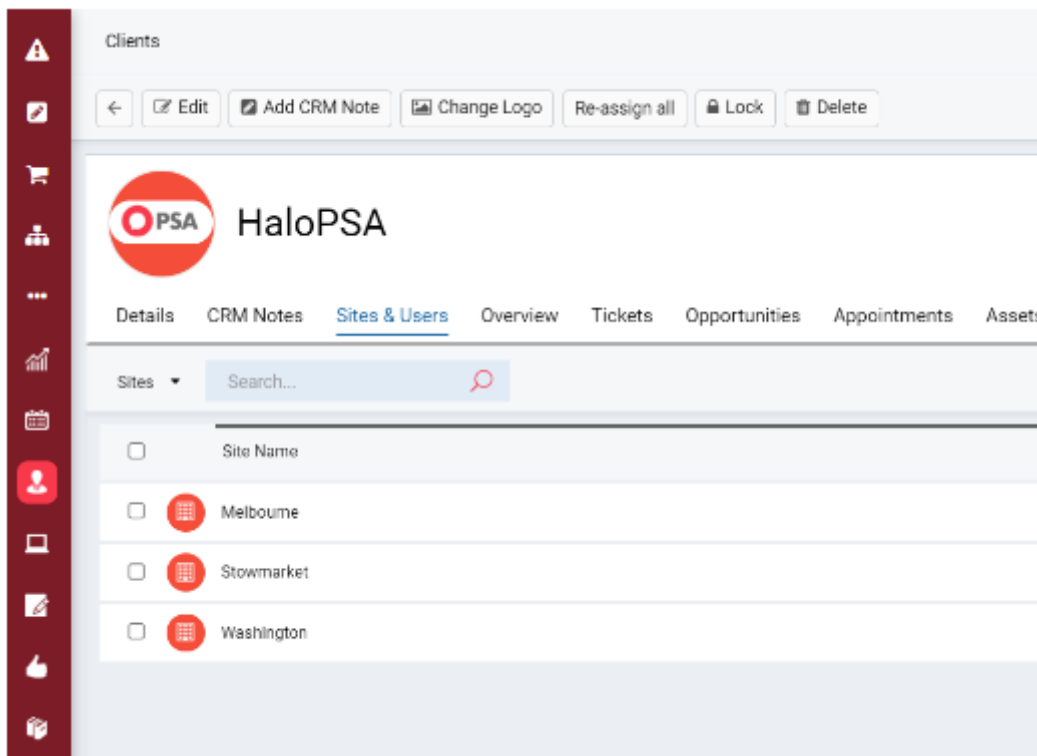 Clients
Edit Add CRM Note Change Logo Re-assign all Lock Delete
PSA HaloPSA
Details CRM Notes Sites & Users Overview Tickets Opportunities Appointments Assets
Sites Search...
Site Name
Melbourne
Stowmarket
Washington